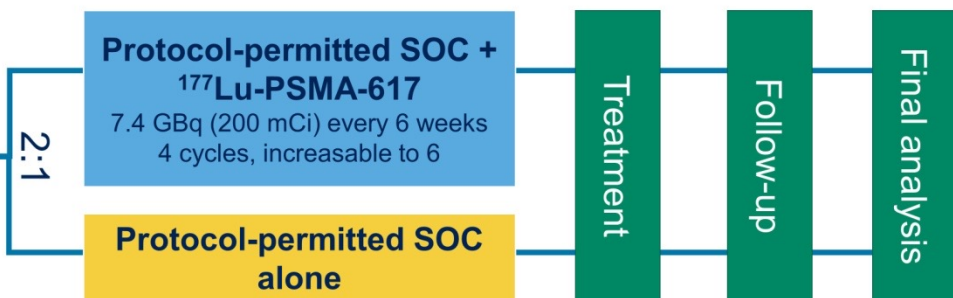 2:1
Protocol-permitted SOC +
¹⁷⁷Lu-PSMA-617
7.4 GBq (200 mCi) every 6 weeks
4 cycles, increasable to 6
Protocol-permitted SOC
alone
Treatment
Follow-up
Final analysis